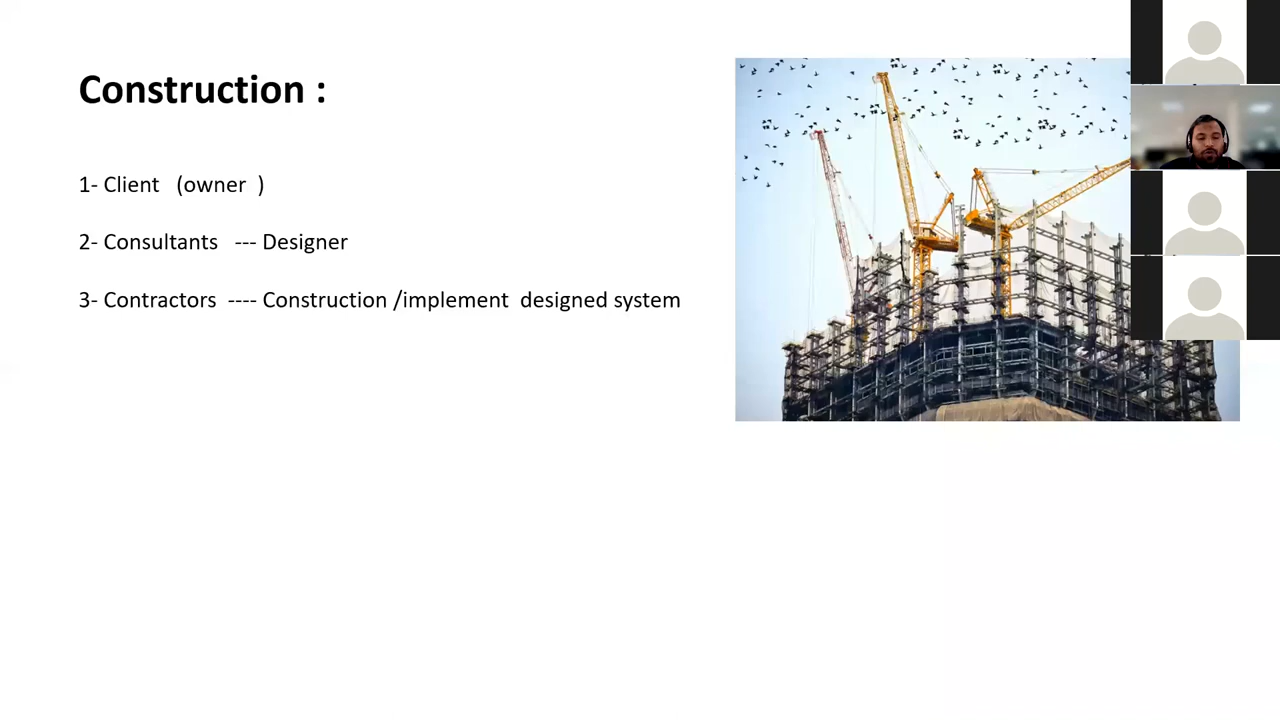 Construction :
1- Client (owner )
2- Consultants --- Designer
3- Contractors ---- Construction /implement designed system